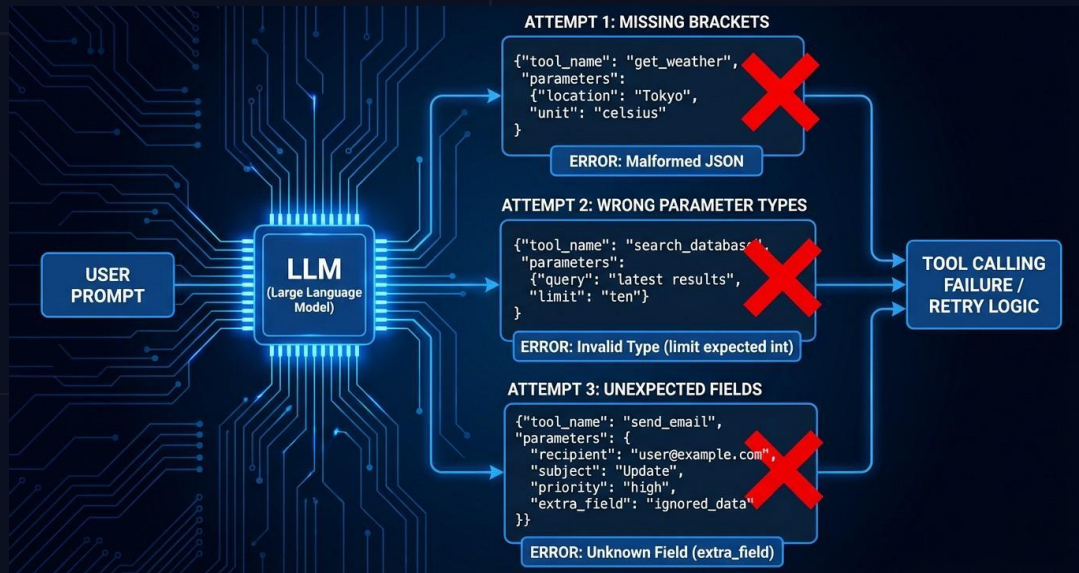 ATTEMPT 1: MISSING BRACKETS
{"tool_name": "get_weather",
"parameters":
{"location": "Tokyo",
"unit": "celsius"
}
ERROR: Malformed JSON
ATTEMPT 2: WRONG PARAMETER TYPES
{"tool_name": "search_database",
"parameters":
{"query": "latest results",
"limit": "ten"}
}
ERROR: Invalid Type (limit expected int)
ATTEMPT 3: UNEXPECTED FIELDS
{"tool_name": "send_email",
"parameters": {
"recipient": "user@example.com",
"subject": "Update",
"priority": "high",
"extra_field": "ignored_data"
}}
ERROR: Unknown Field (extra_field)
USER
PROMPT
LLM
(Large Language
Model)
TOOL CALLING
FAILURE /
RETRY LOGIC